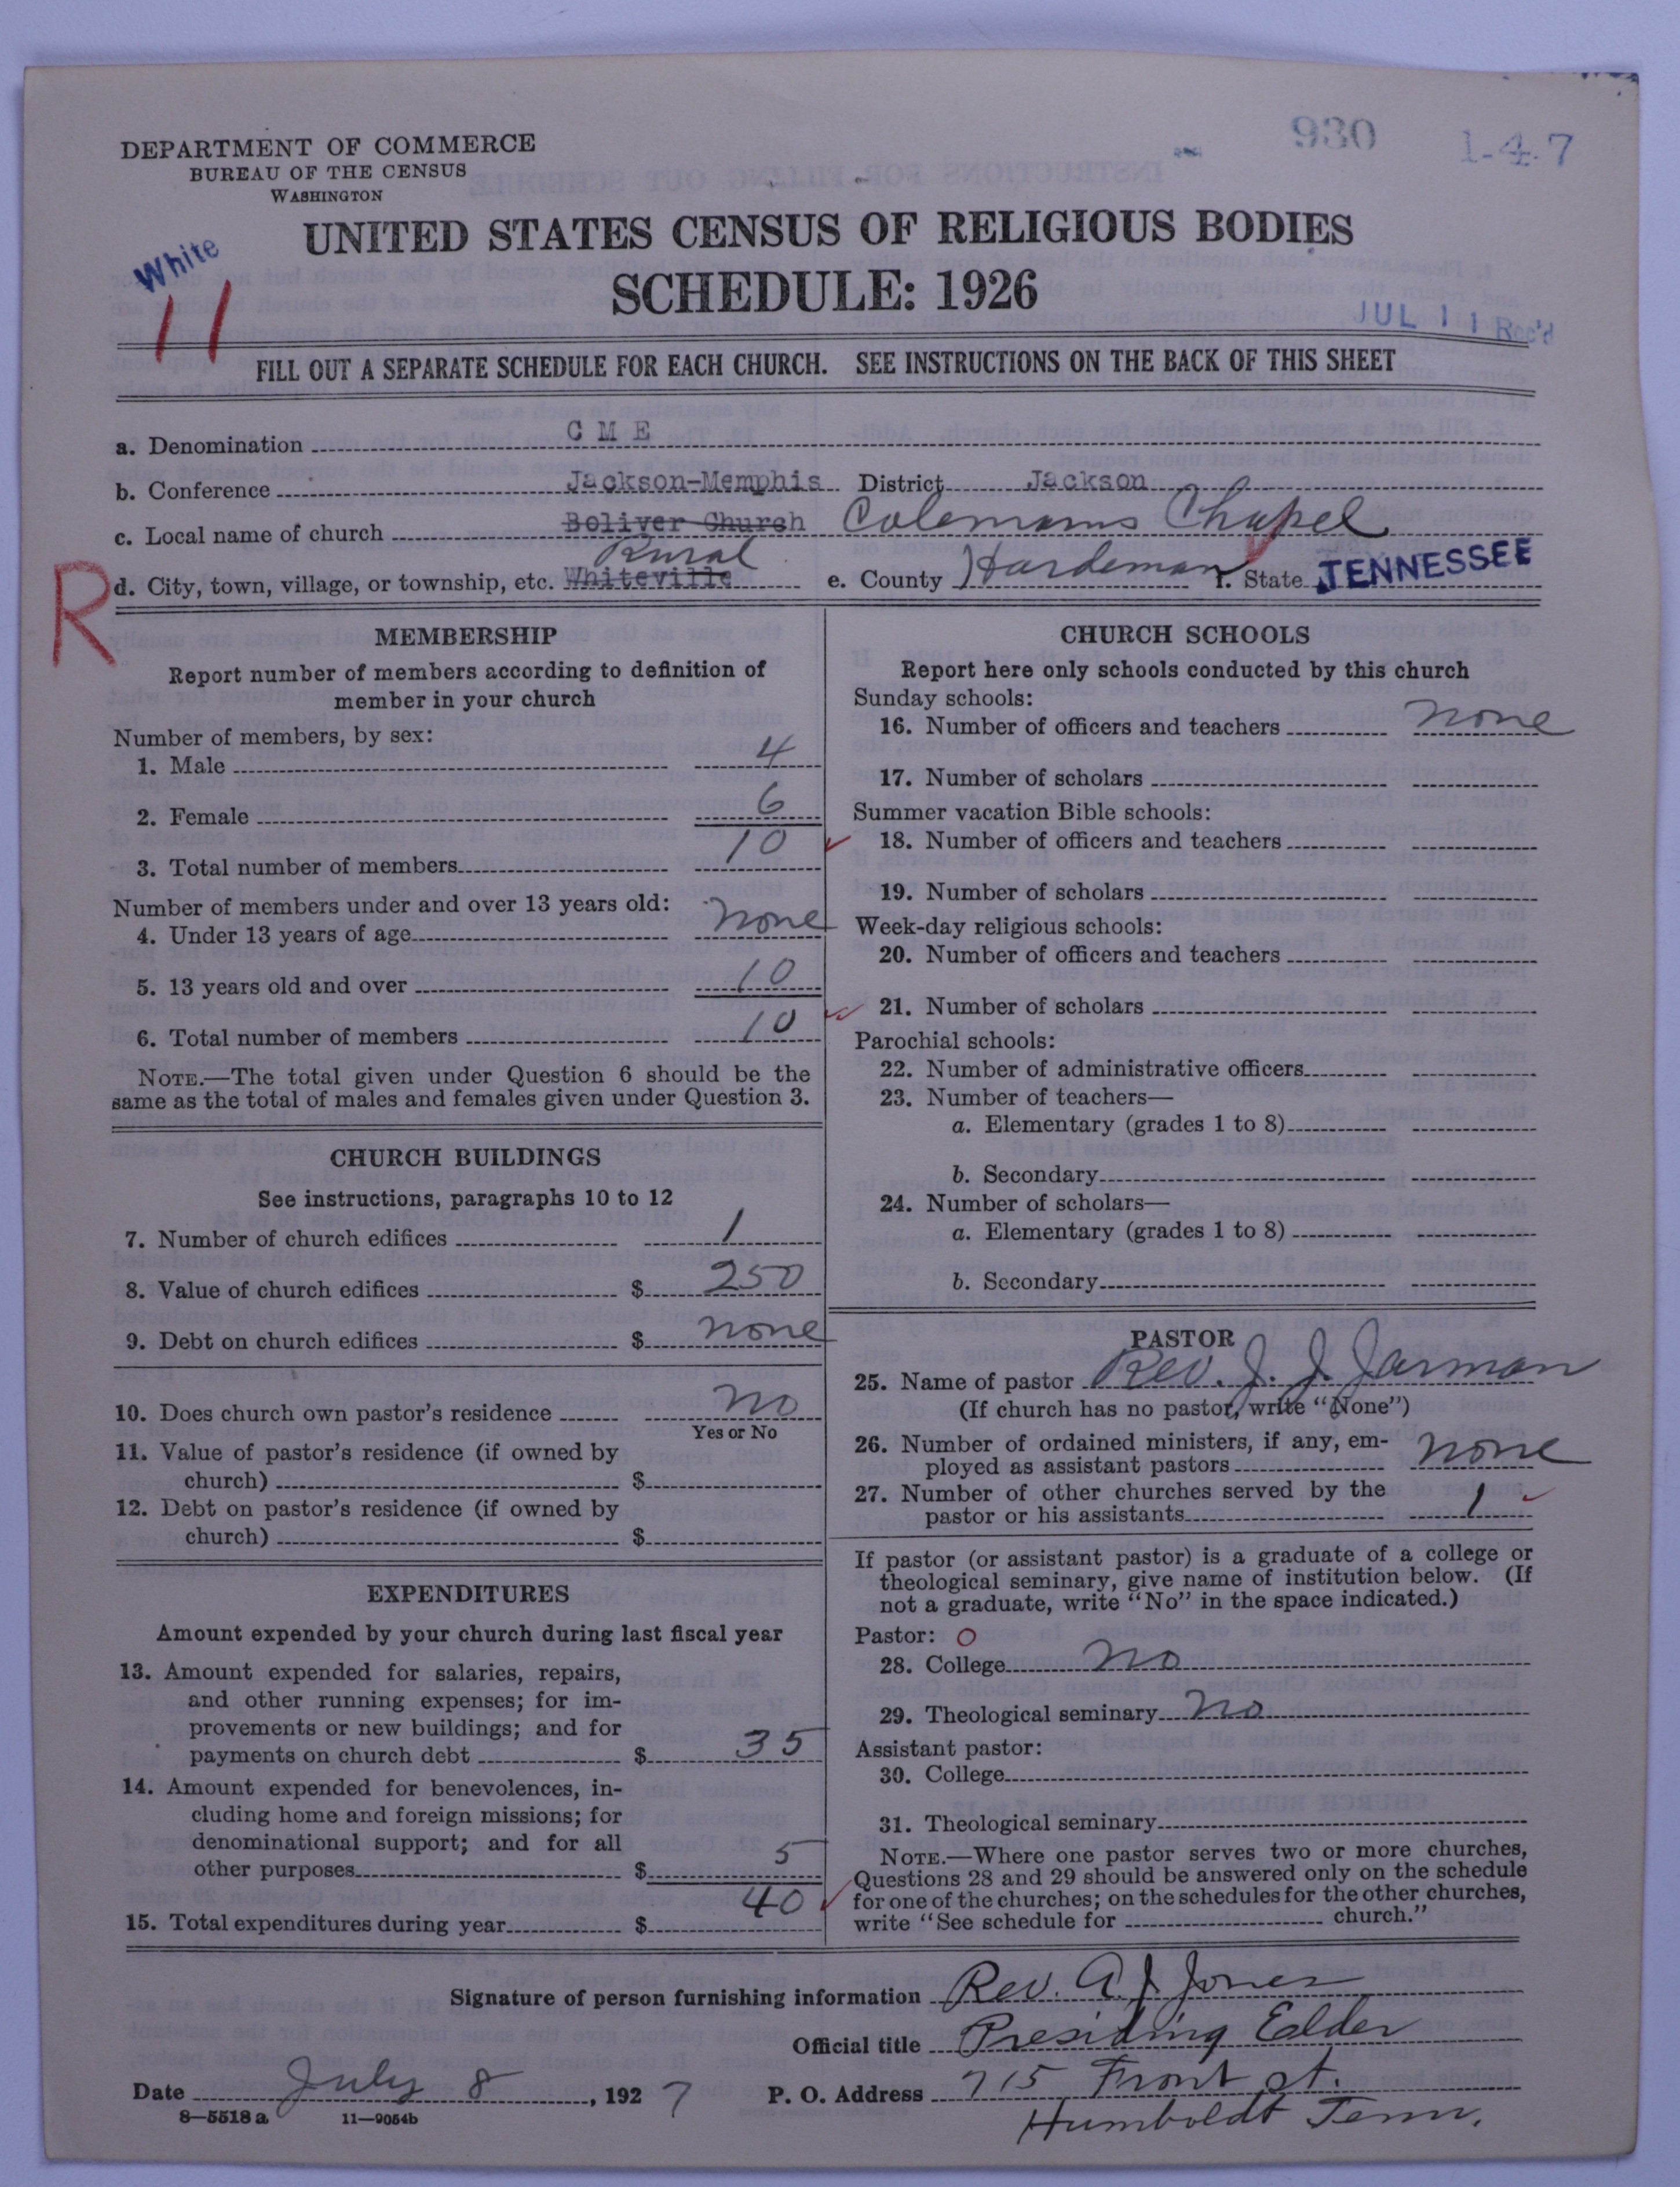 930
1-4-7
DEPARTMENT OF COMMERCE
BUREAU OF THE CENSUS
WASHINGTON
UNITED STATES CENSUS OF RELIGIOUS BODIES
SCHEDULE: 1926
White
11
JUL 11 Rec'd
FILL OUT A SEPARATE SCHEDULE FOR EACH CHURCH. SEE INSTRUCTIONS ON THE BACK OF THIS SHEET
a. Denomination C M E
b. Conference Jackson-Memphis District Jackson
c. Local name of church Boliver Church Colemans Chapel
Rural
R
d. City, town, village, or township, etc. Whiteville e. County Hardeman f. State TENNESSEE
MEMBERSHIP
Report number of members according to definition of
member in your church
Number of members, by sex:
1. Male 4
2. Female 6
3. Total number of members 10
Number of members under and over 13 years old:
4. Under 13 years of age none
5. 13 years old and over 10
6. Total number of members 10
NOTE.—The total given under Question 6 should be the
same as the total of males and females given under Question 3.
CHURCH BUILDINGS
See instructions, paragraphs 10 to 12
7. Number of church edifices 1
8. Value of church edifices $ 250
9. Debt on church edifices $ none
10. Does church own pastor's residence no
Yes or No
11. Value of pastor's residence (if owned by
church) $
12. Debt on pastor's residence (if owned by
church) $
EXPENDITURES
Amount expended by your church during last fiscal year
13. Amount expended for salaries, repairs,
and other running expenses; for im-
provements or new buildings; and for
payments on church debt $ 35
14. Amount expended for benevolences, in-
cluding home and foreign missions; for
denominational support; and for all
other purposes $ 5
15. Total expenditures during year $ 40
CHURCH SCHOOLS
Report here only schools conducted by this church
Sunday schools:
16. Number of officers and teachers none
17. Number of scholars
Summer vacation Bible schools:
18. Number of officers and teachers
19. Number of scholars
Week-day religious schools:
20. Number of officers and teachers
21. Number of scholars
Parochial schools:
22. Number of administrative officers
23. Number of teachers—
a. Elementary (grades 1 to 8)
b. Secondary
24. Number of scholars—
a. Elementary (grades 1 to 8)
b. Secondary
PASTOR
25. Name of pastor Rev. J. J. Jarman
(If church has no pastor, write "None")
26. Number of ordained ministers, if any, em-
ployed as assistant pastors none
27. Number of other churches served by the
pastor or his assistants 1
If pastor (or assistant pastor) is a graduate of a college or
theological seminary, give name of institution below. (If
not a graduate, write "No" in the space indicated.)
Pastor: O
28. College no
29. Theological seminary no
Assistant pastor:
30. College
31. Theological seminary
NOTE.—Where one pastor serves two or more churches,
Questions 28 and 29 should be answered only on the schedule
for one of the churches; on the schedules for the other churches,
write "See schedule for church."
Signature of person furnishing information Rev. A. J. Jones
Official title Presiding Elder
Date July 8, 1927 P. O. Address 715 Front st.
8—5518 a 11—9054b
Humboldt Tenn.